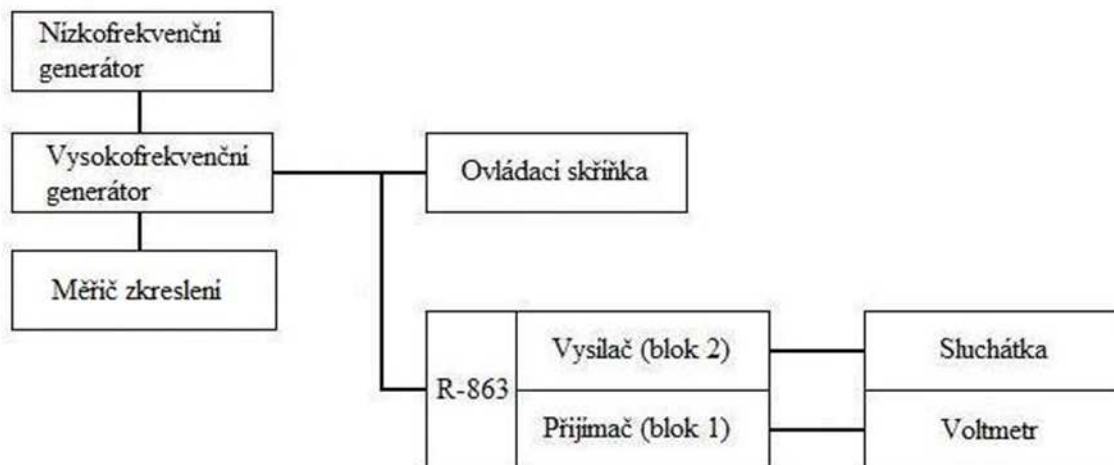 Nízkofrekvenční
generátor
Vysokofrekvenční
generátor
Ovládací skříňka
Měřič zkreslení
R-863
Vysílač (blok 2)
Sluchátka
Přijímač (blok 1)
Voltmetr